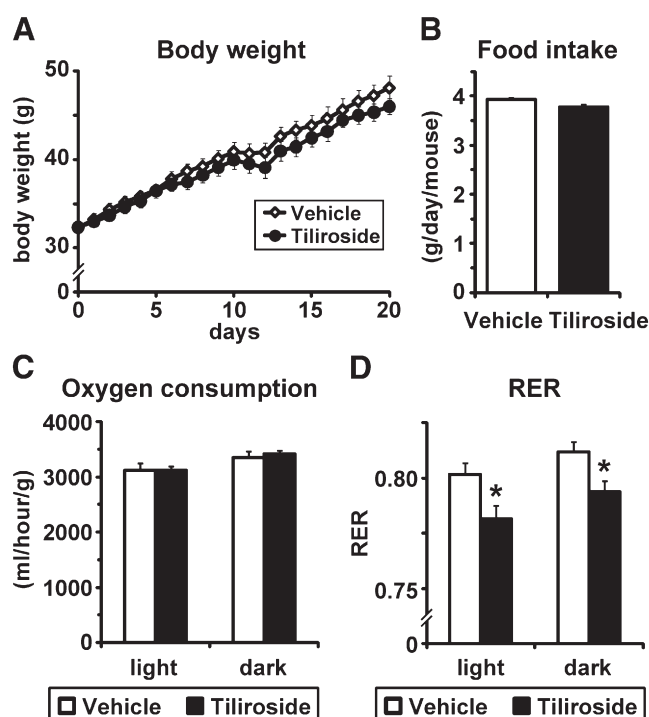 A
Body weight
body weight (g)
50
40
30
0
0 5 10 15 20
days
Vehicle
Tiliroside
B
Food intake
(g/day/mouse)
4
3
2
1
0
Vehicle Tiliroside
C
Oxygen consumption
(ml/hour/g)
4000
3000
2000
1000
0
light dark
Vehicle Tiliroside
D
RER
RER
0.80
0.75
0
* *
light dark
Vehicle Tiliroside